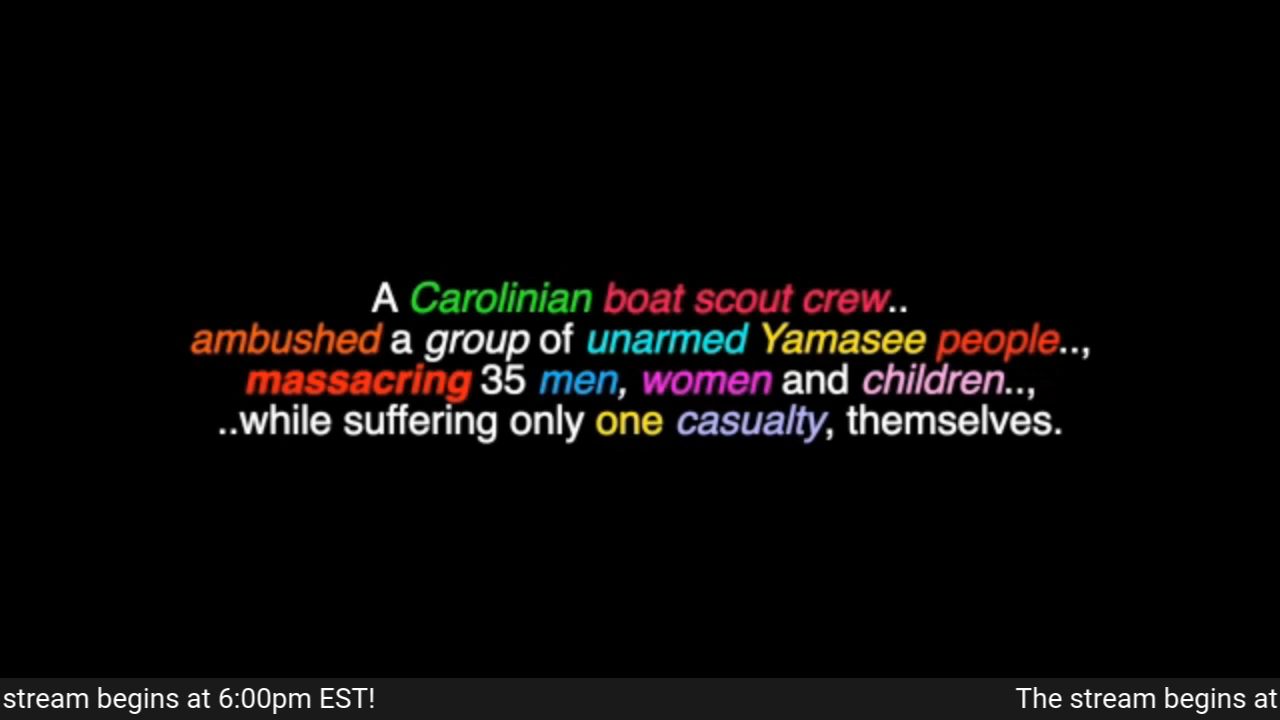 A Carolinian boat scout crew..
ambushed a group of unarmed Yamasee people..,
massacring 35 men, women and children..,
..while suffering only one casualty, themselves.
stream begins at 6:00pm EST!
The stream begins at